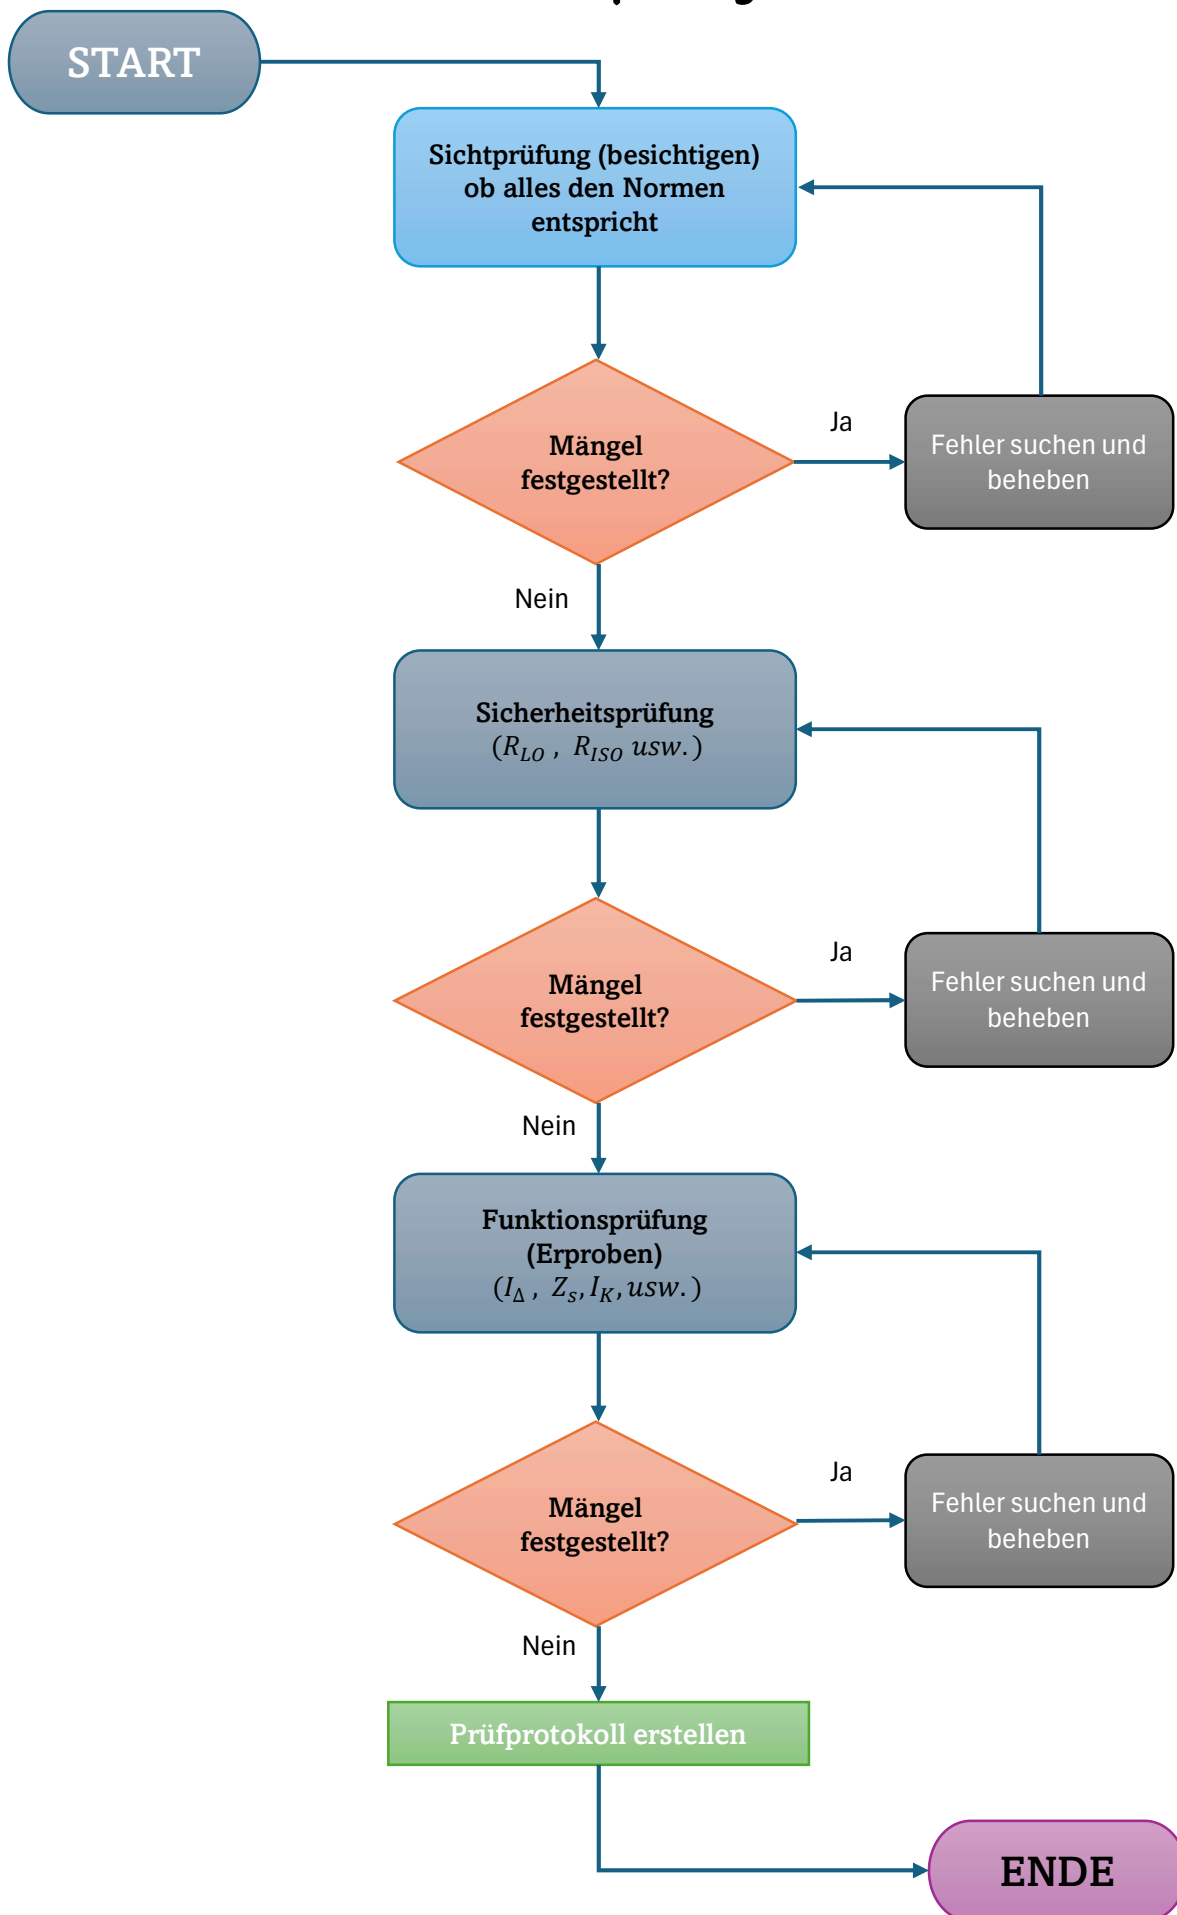 START
Sichtprüfung (besichtigen)
ob alles den Normen
entspricht
Mängel
festgestellt?
Ja
Fehler suchen und
beheben
Nein
Sicherheitsprüfung
(R_LO , R_ISO usw.)
Mängel
festgestellt?
Ja
Fehler suchen und
beheben
Nein
Funktionsprüfung
(Erproben)
(I_Δ , Z_s, I_K, usw.)
Mängel
festgestellt?
Ja
Fehler suchen und
beheben
Nein
Prüfprotokoll erstellen
ENDE